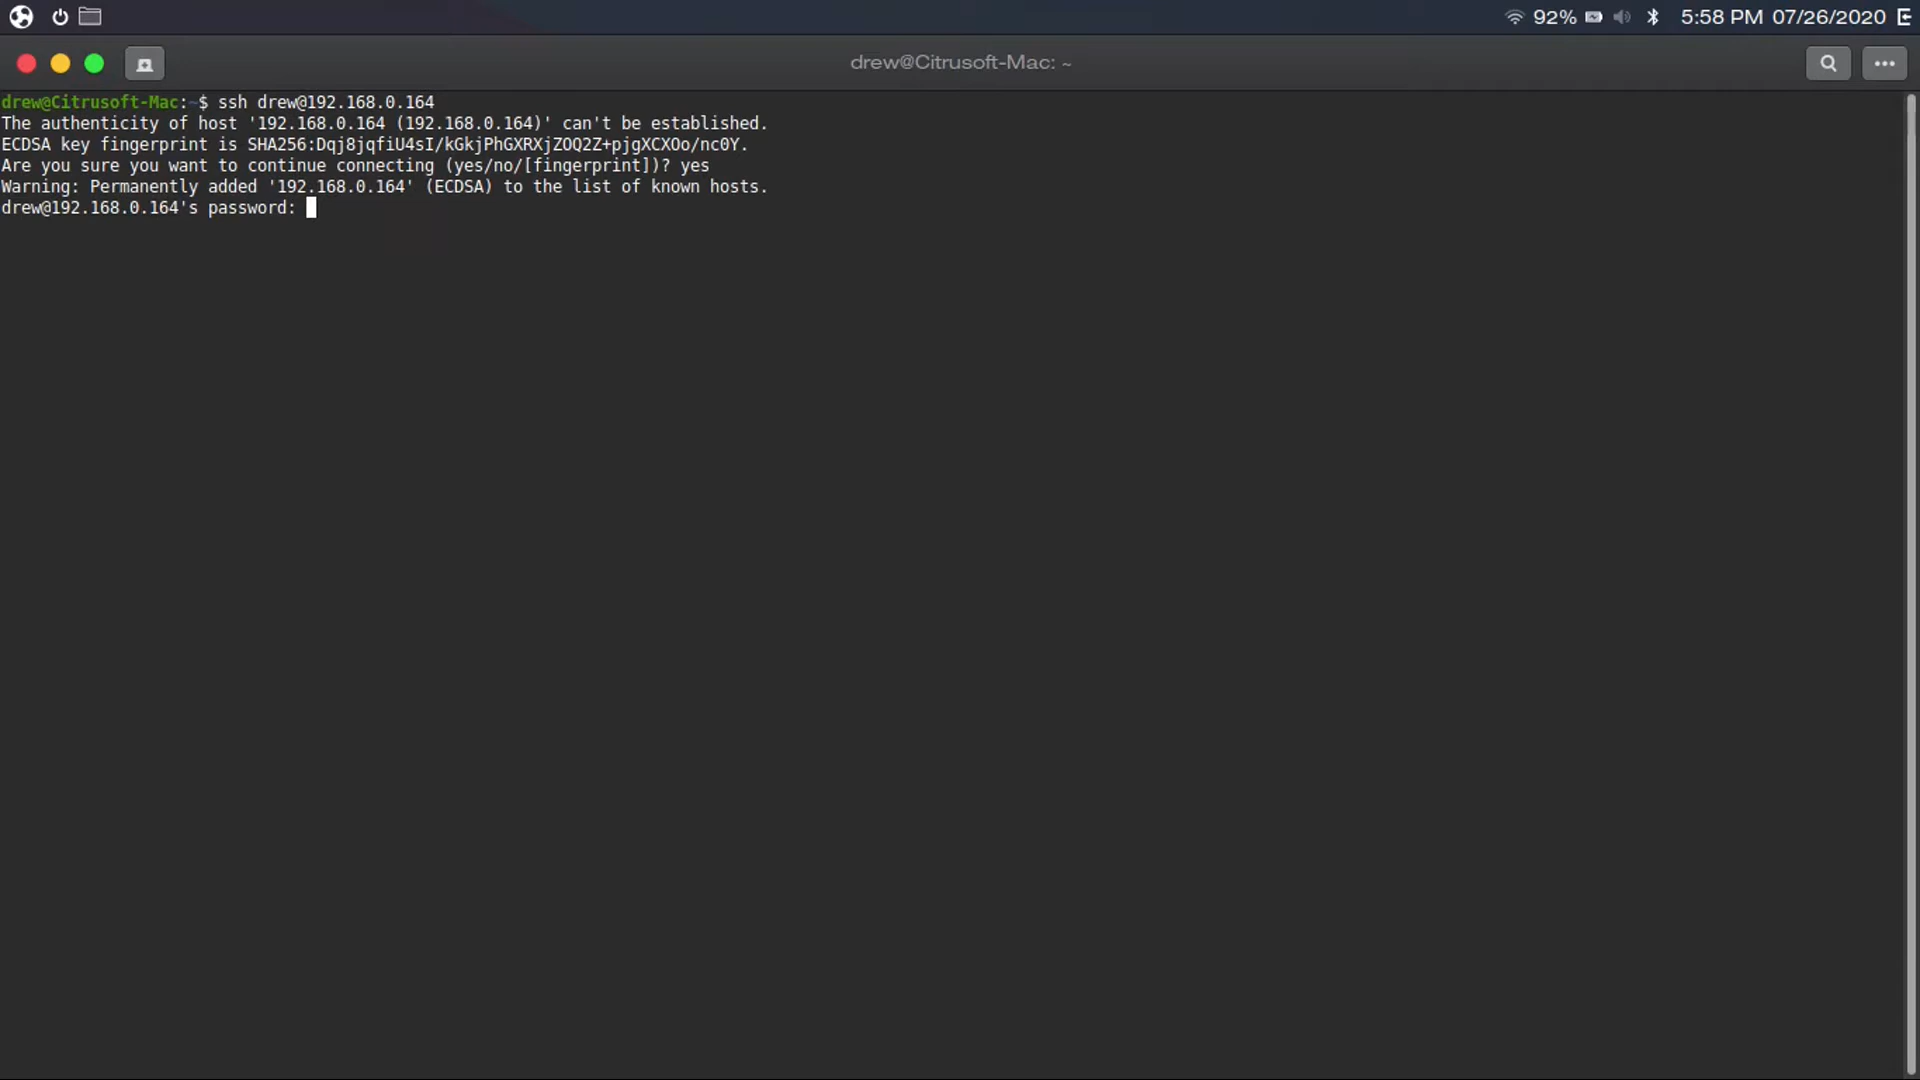 92% 5:58 PM 07/26/2020
drew@Citrusoft-Mac: ~
drew@Citrusoft-Mac:~$ ssh drew@192.168.0.164
The authenticity of host '192.168.0.164 (192.168.0.164)' can't be established.
ECDSA key fingerprint is SHA256:Dqj8jqfiU4sI/kGkjPhGXRXjZOQ2Z+pjgXCXOo/nc0Y.
Are you sure you want to continue connecting (yes/no/[fingerprint])? yes
Warning: Permanently added '192.168.0.164' (ECDSA) to the list of known hosts.
drew@192.168.0.164's password: